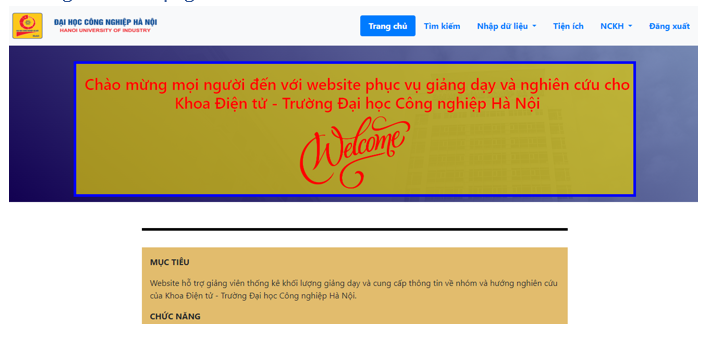 ĐẠI HỌC CÔNG NGHIỆP HÀ NỘI
HANOI UNIVERSITY OF INDUSTRY
Trang chủ Tìm kiếm Nhập dữ liệu Tiện ích NCKH Đăng xuất
Chào mừng mọi người đến với website phục vụ giảng dạy và nghiên cứu cho
Khoa Điện tử - Trường Đại học Công nghiệp Hà Nội
Welcome
MỤC TIÊU
Website hỗ trợ giảng viên thống kê khối lượng giảng dạy và cung cấp thông tin về nhóm và hướng nghiên cứu
của Khoa Điện tử - Trường Đại học Công nghiệp Hà Nội.
CHỨC NĂNG